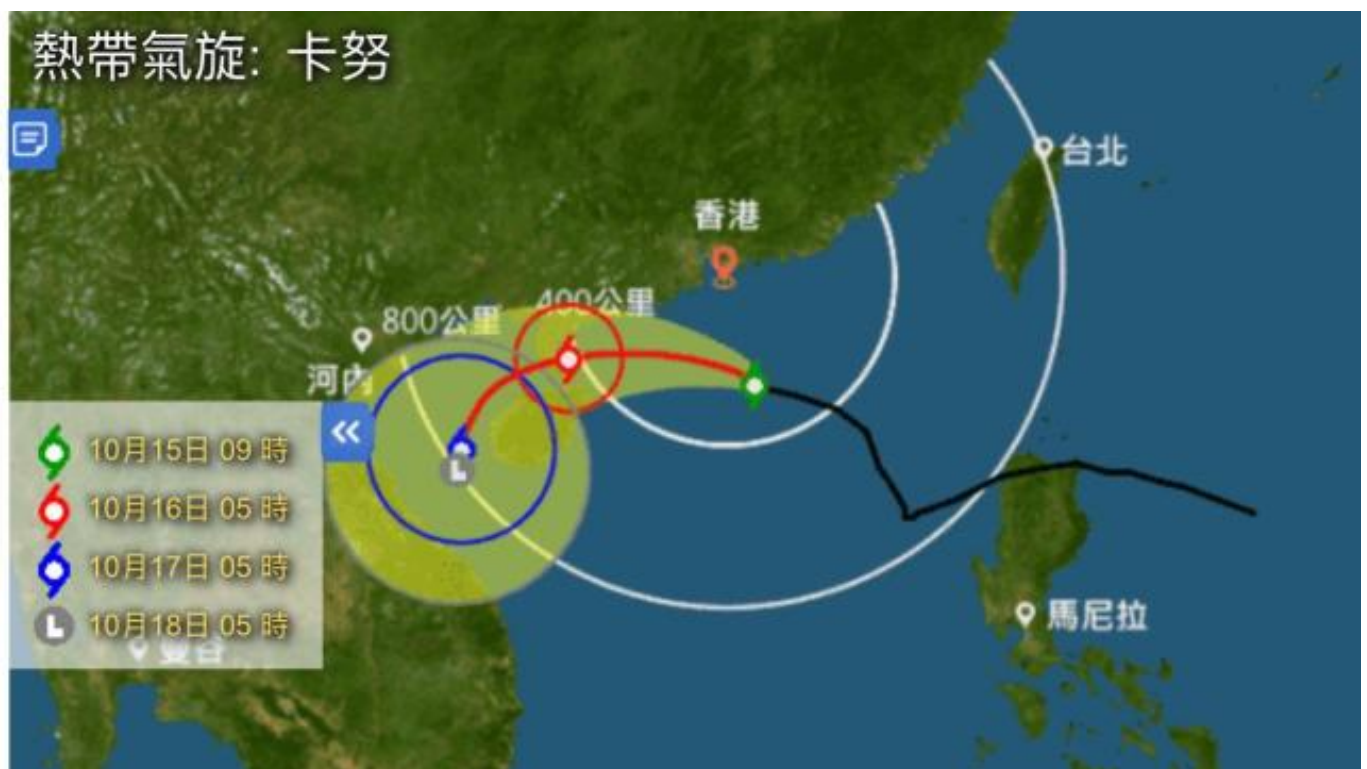 熱帶氣旋: 卡努
台北
香港
400公里
800公里
河內
10月15日 09 時
10月16日 05 時
10月17日 05 時
L
L 10月18日 05 時
馬尼拉
曼谷